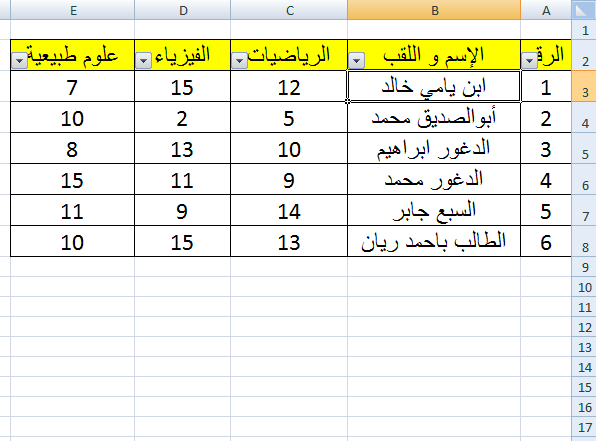 A B C D E
1
2 الرق الإسم و اللقب الرياضيات الفيزياء علوم طبيعية
3 1 ابن يامي خالد 12 15 7
4 2 أبوالصديق محمد 5 2 10
5 3 الدغور ابراهيم 10 13 8
6 4 الدغور محمد 9 11 15
7 5 السبع جابر 14 9 11
8 6 الطالب باحمد ريان 13 15 10
9
10
11
12
13
14
15
16
17